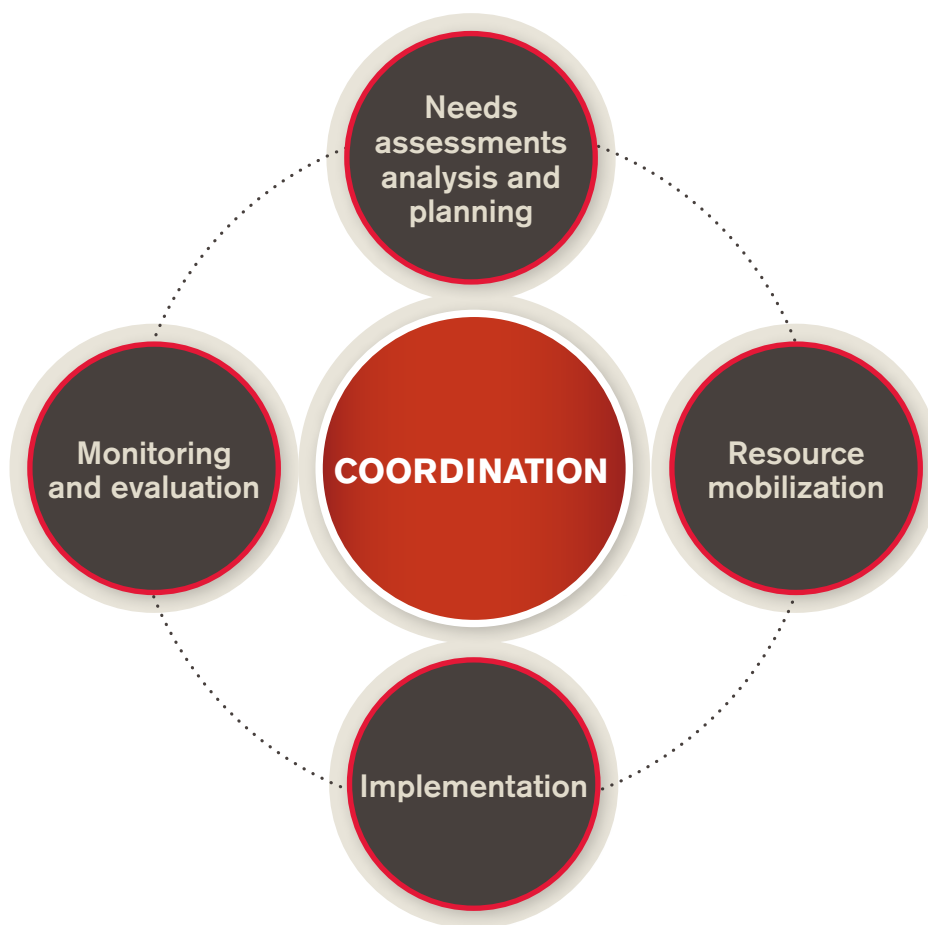 Needs
assessments
analysis and
planning
Monitoring
and evaluation
COORDINATION
Resource
mobilization
Implementation